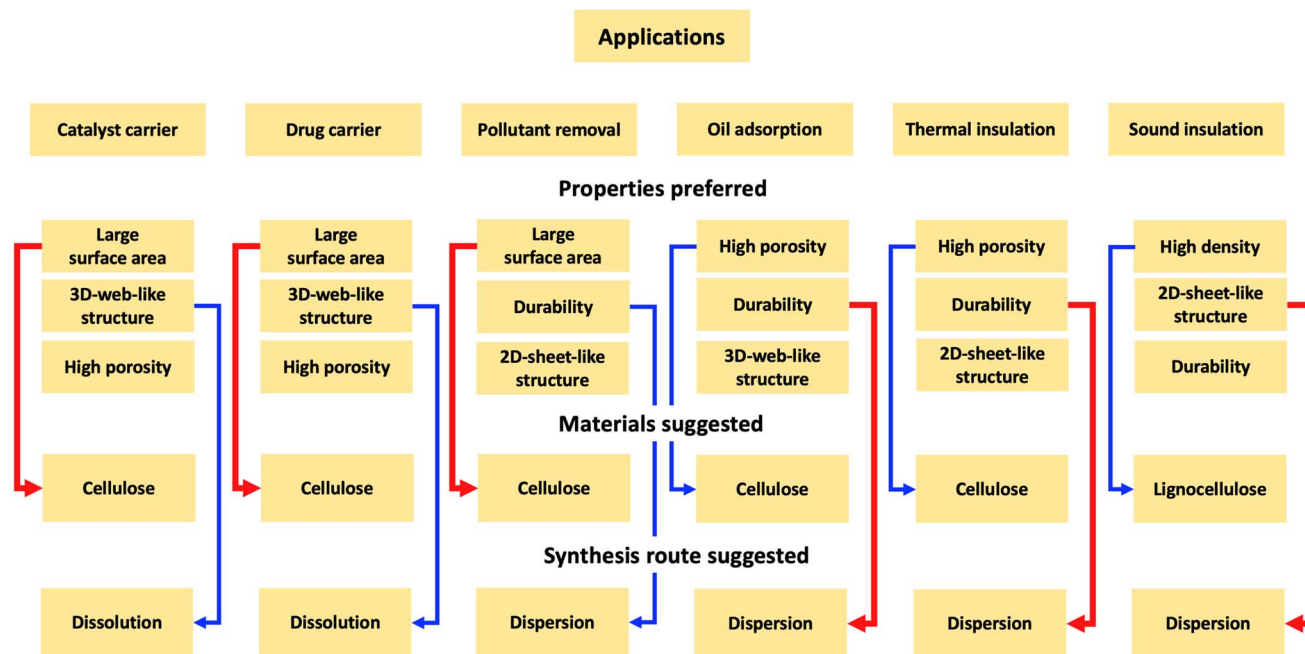 Applications
Catalyst carrier
Drug carrier
Pollutant removal
Oil adsorption
Thermal insulation
Sound insulation
Properties preferred
Large
surface area
Large
surface area
Large
surface area
High porosity
High porosity
High density
3D-web-like
structure
3D-web-like
structure
Durability
Durability
Durability
2D-sheet-like
structure
High porosity
High porosity
2D-sheet-like
structure
3D-web-like
structure
2D-sheet-like
structure
Durability
Materials suggested
Cellulose
Cellulose
Cellulose
Cellulose
Cellulose
Lignocellulose
Synthesis route suggested
Dissolution
Dissolution
Dispersion
Dispersion
Dispersion
Dispersion